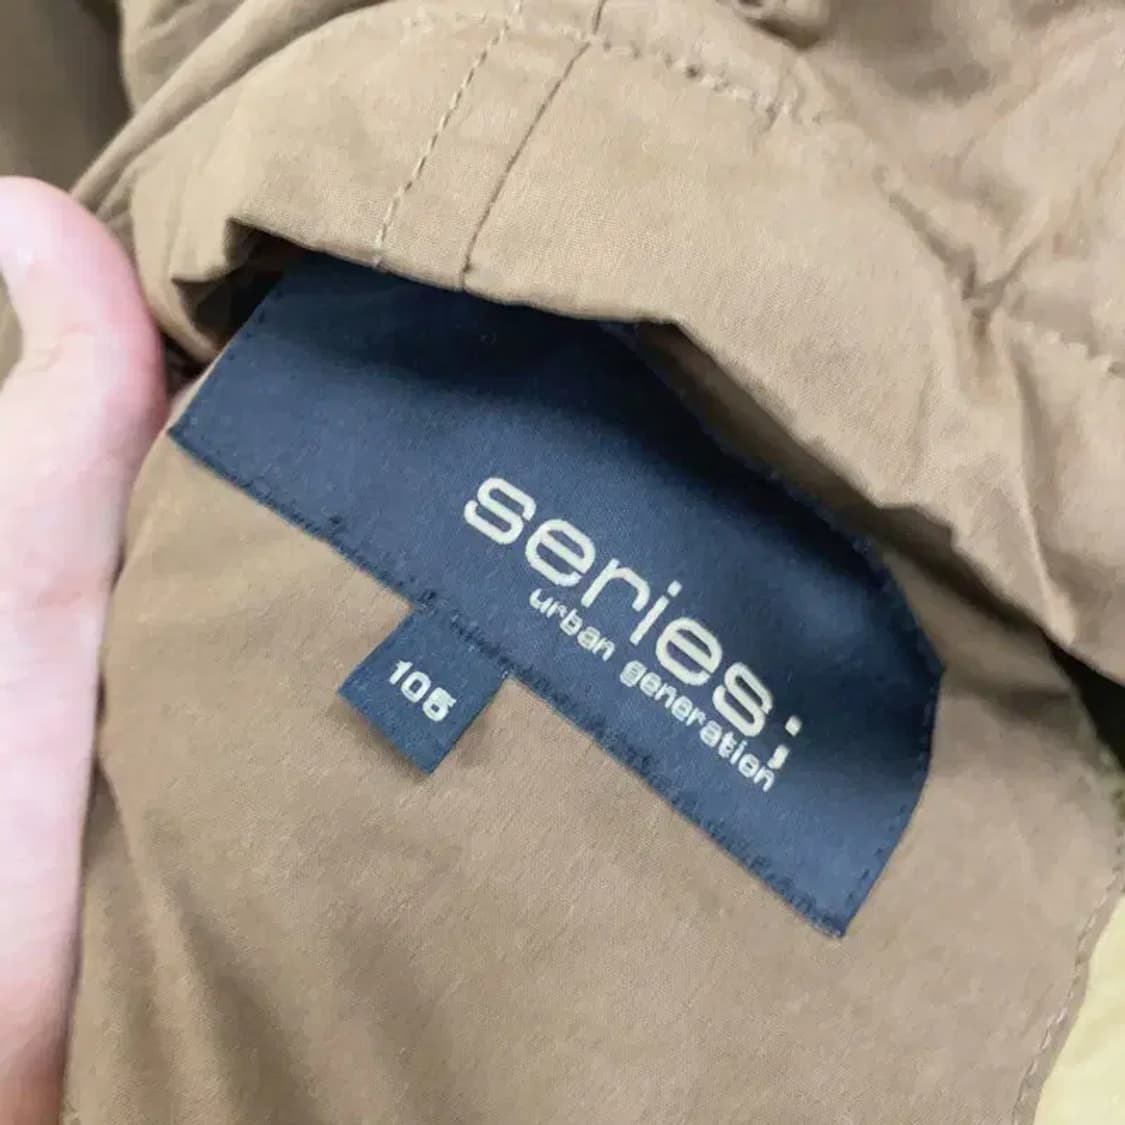 series;
urban generation
105